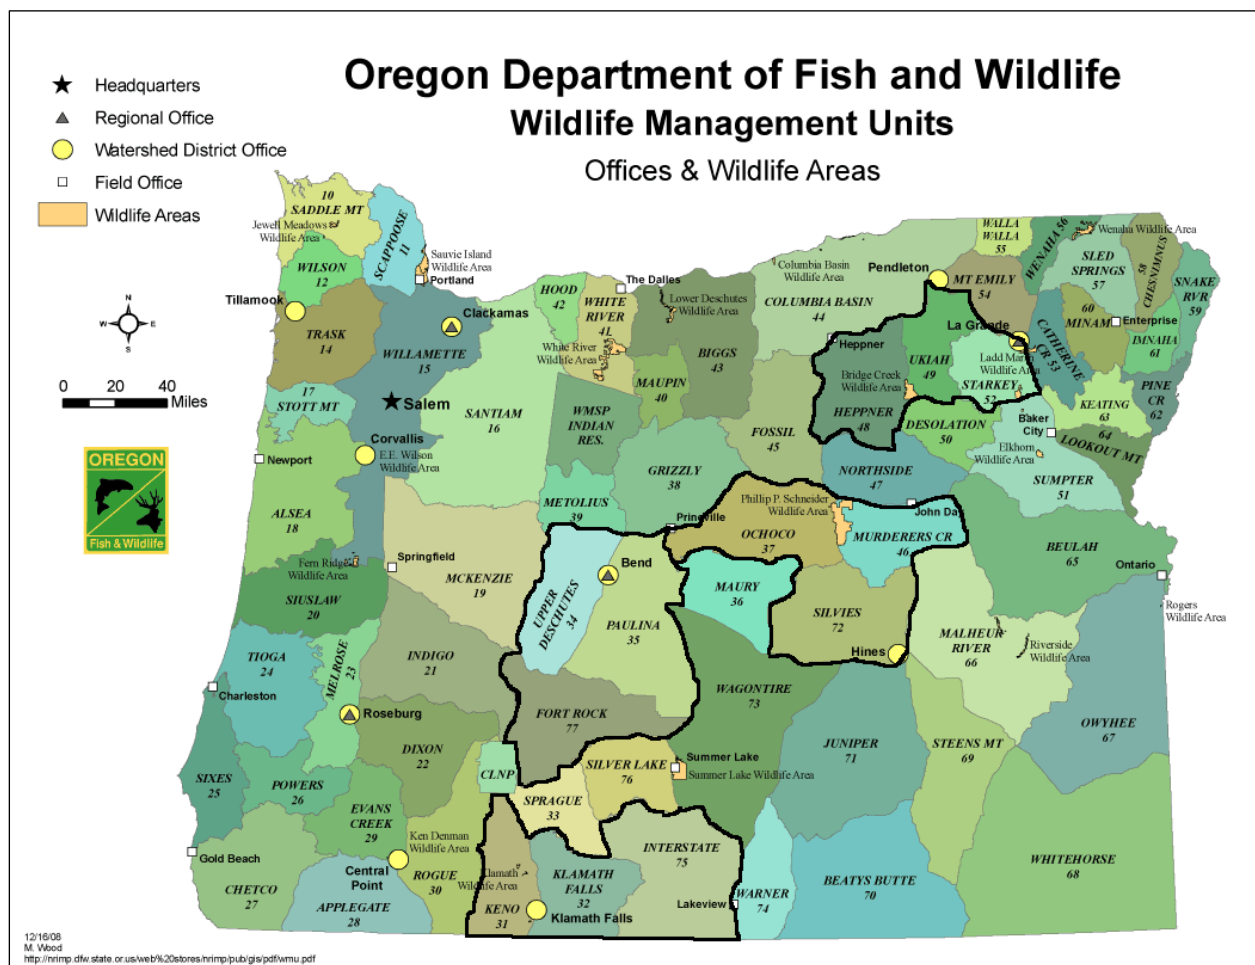 Oregon Department of Fish and Wildlife
Wildlife Management Units
Offices & Wildlife Areas
Headquarters
Regional Office
Watershed District Office
Field Office
Wildlife Areas
N
W
E
S
0 20 40
Miles
OREGON
Fish & Wildlife
10
SADDLE MT
Jewell Meadows
Wildlife Area
SCAPPOOSE
11
Sauvie Island
Wildlife Area
Portland
WILSON
12
Tillamook
TRASK
14
Clackamas
WILLAMETTE
15
Salem
17
STOTT MT
Corvallis
E.E. Wilson
Wildlife Area
Newport
ALSEA
18
SANTIAM
16
HOOD
42
WHITE
RIVER
41
White River
Wildlife Area
The Dalles
Lower Deschutes
Wildlife Area
MAUPIN
40
BIGGS
43
WMSP
INDIAN
RES.
Columbia Basin
Wildlife Area
COLUMBIA BASIN
44
Pendleton
WALLA
WALLA
55
WENAHA 56
Wenaha Wildlife Area
SLED
SPRINGS
57
58
CHESNIMNUS
SNAKE
RVR
59
MT EMILY
54
60
MINAM
Enterprise
IMNAHA
61
La Grande
CATHERINE
CR 53
Ladd Marsh
Wildlife Area
STARKEY
52
UKIAH
49
Heppner
Bridge Creek
Wildlife Area
HEPPNER
48
PINE
CR
62
KEATING
63
64
LOOKOUT MT
Baker
City
Elkhorn
Wildlife Area
SUMPTER
51
DESOLATION
50
NORTHSIDE
47
FOSSIL
45
GRIZZLY
38
METOLIUS
39
Prineville
Phillip P. Schneider
Wildlife Area
OCHOCO
37
John Day
MURDERERS CR
46
BEULAH
65
Ontario
Rogers
Wildlife Area
Springfield
Fern Ridge
Wildlife Area
MCKENZIE
19
SIUSLAW
20
UPPER
DESCHUTES
34
Bend
PAULINA
35
MAURY
36
SILVIES
72
Hines
MALHEUR
RIVER
66
Riverside
Wildlife Area
TIOGA
24
MELROSE
23
INDIGO
21
Charleston
Roseburg
FORT ROCK
77
WAGONTIRE
73
OWYHEE
67
DIXON
22
JUNIPER
71
STEENS MT
69
SIXES
25
POWERS
26
CLNP
SILVER LAKE
76
Summer Lake
Summer Lake Wildlife Area
SPRAGUE
33
EVANS
CREEK
29
Ken Denman
Wildlife Area
Gold Beach
Central
Point
ROGUE
30
Klamath
Wildlife Area
KLAMATH
FALLS
32
INTERSTATE
75
CHETCO
27
APPLEGATE
28
KENO
31
Klamath Falls
Lakeview
WARNER
74
BEATYS BUTTE
70
WHITEHORSE
68
12/16/08
M. Wood
http://nrimp.dfw.state.or.us/web%20stores/nrimp/pub/gis/pdf/wmu.pdf